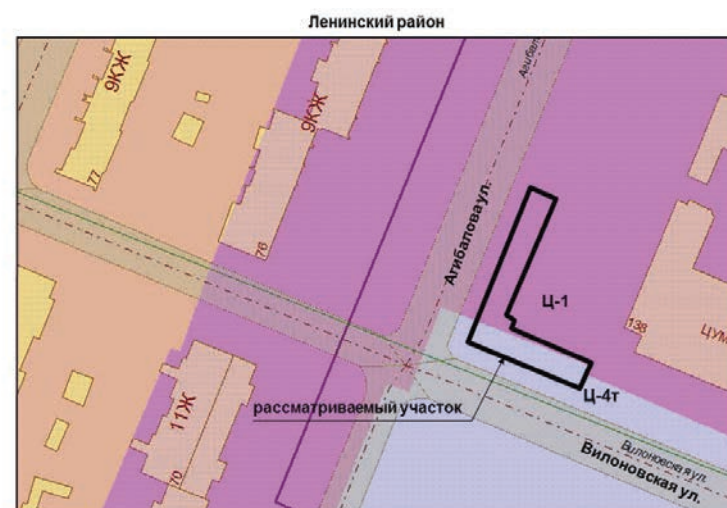 Ленинский район
9КЖ
77
9КЖ
76
Агибалова ул.
Ц-1
138
ЦУМ
рассматриваемый участок
Ц-4т
11Ж
70
Вилоновская ул.
Вилоновская ул.